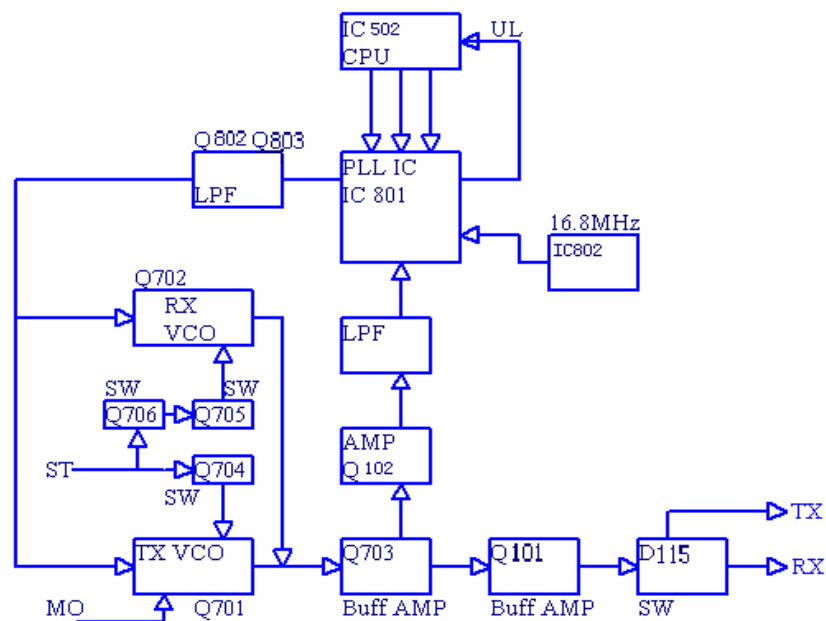 IC 502
CPU
UL
Q802 Q803
LPF
PLL IC
IC 801
16.8MHz
IC802
Q702
RX
VCO
LPF
SW
SW
Q706
Q705
AMP
Q 102
ST
Q704
SW
TX
TX VCO
Q703
Q 101
D115
RX
MO
Q701
Buff AMP
Buff AMP
SW